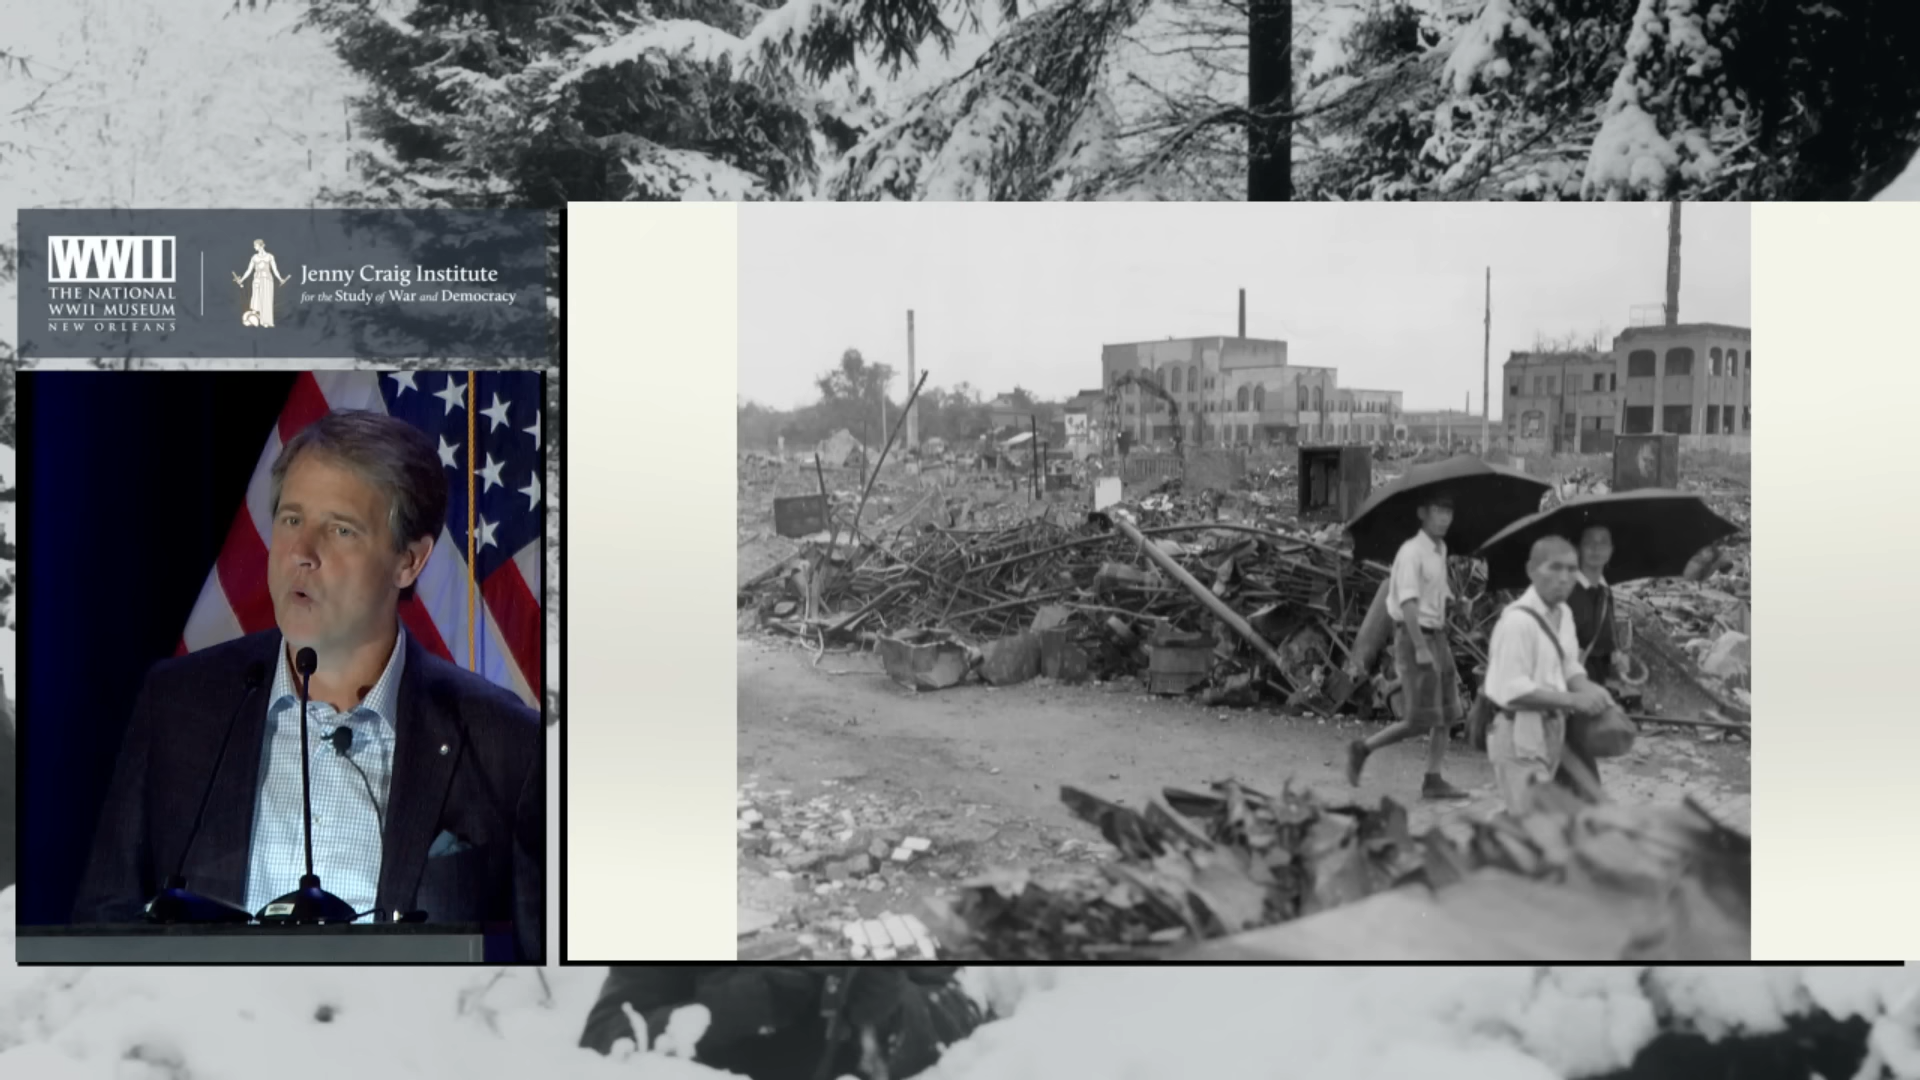 WWII
THE NATIONAL
WWII MUSEUM
NEW ORLEANS
Jenny Craig Institute
for the Study of War and Democracy